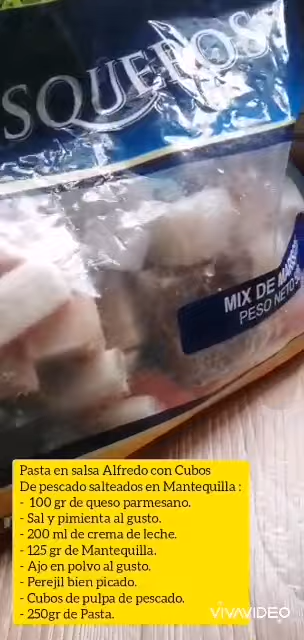 SQUEROS
MIX DE
PESO NETO
Pasta en salsa Alfredo con Cubos
De pescado salteados en Mantequilla :
- 100 gr de queso parmesano.
- Sal y pimienta al gusto.
- 200 ml de crema de leche.
- 125 gr de Mantequilla.
- Ajo en polvo al gusto.
- Perejil bien picado.
- Cubos de pulpa de pescado.
- 250gr de Pasta.
VIVAVIDEO